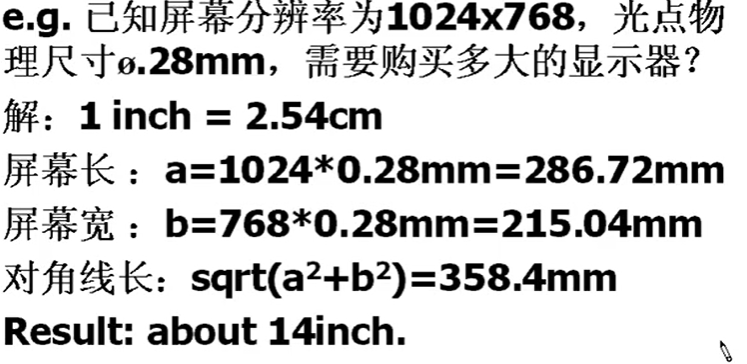 e.g. 已知屏幕分辨率为1024x768，光点物
理尺寸ø.28mm，需要购买多大的显示器？
解：1 inch = 2.54cm
屏幕长 ：a=1024*0.28mm=286.72mm
屏幕宽 ：b=768*0.28mm=215.04mm
对角线长：sqrt(a²+b²)=358.4mm
Result: about 14inch.